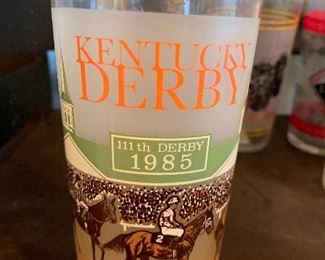 KENTUCKY
DERBY
111th DERBY
1985
2